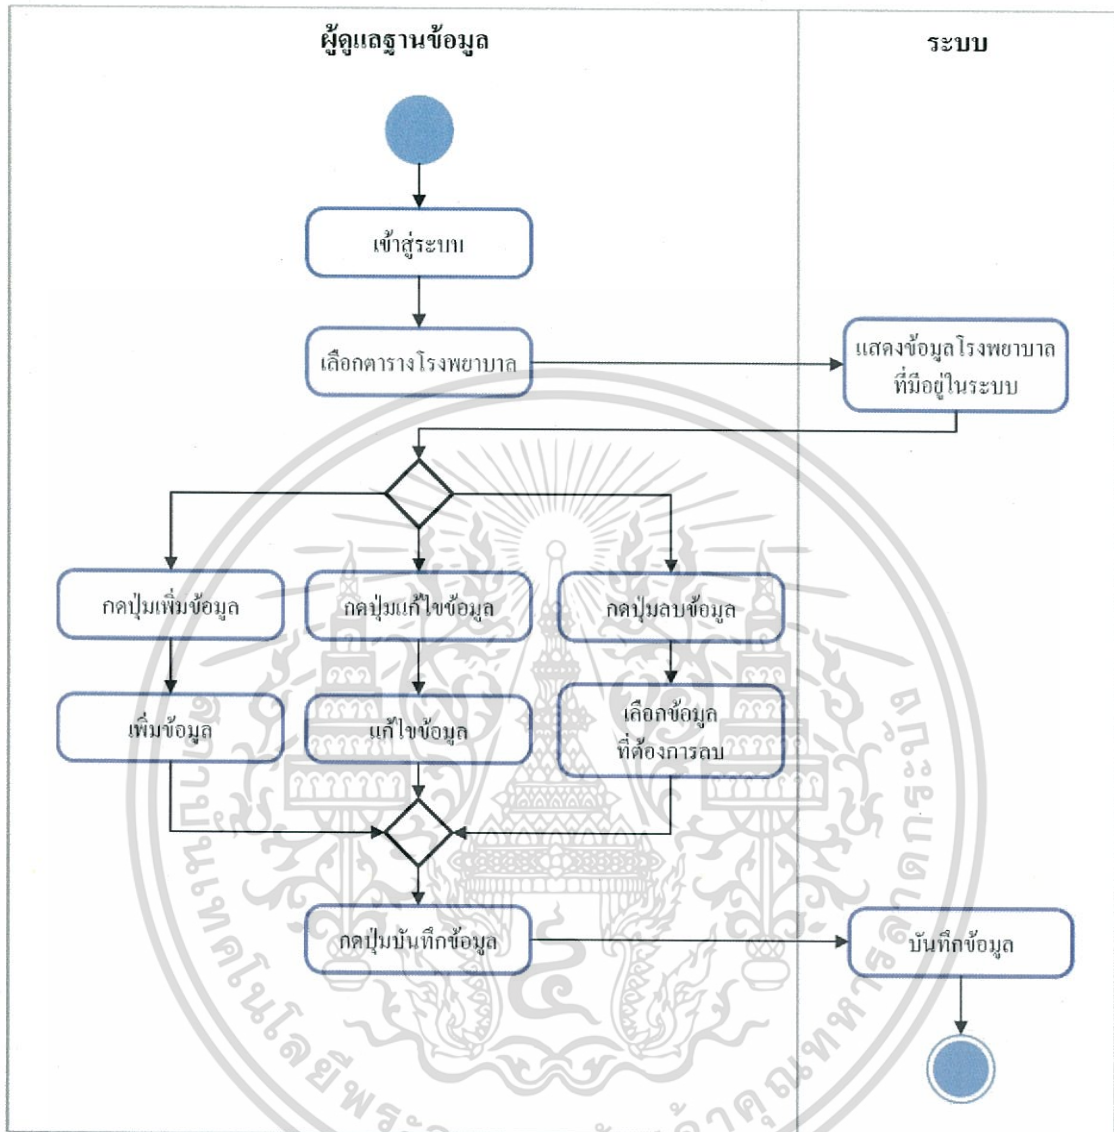 ผู้ดูแลฐานข้อมูล
ระบบ
เข้าสู่ระบบ
เลือกตารางโรงพยาบาล
แสดงข้อมูลโรงพยาบาล
ที่มีอยู่ในระบบ
กดปุ่มเพิ่มข้อมูล
กดปุ่มแก้ไขข้อมูล
กดปุ่มลบข้อมูล
เพิ่มข้อมูล
แก้ไขข้อมูล
เลือกข้อมูล
ที่ต้องการลบ
กดปุ่มบันทึกข้อมูล
บันทึกข้อมูล